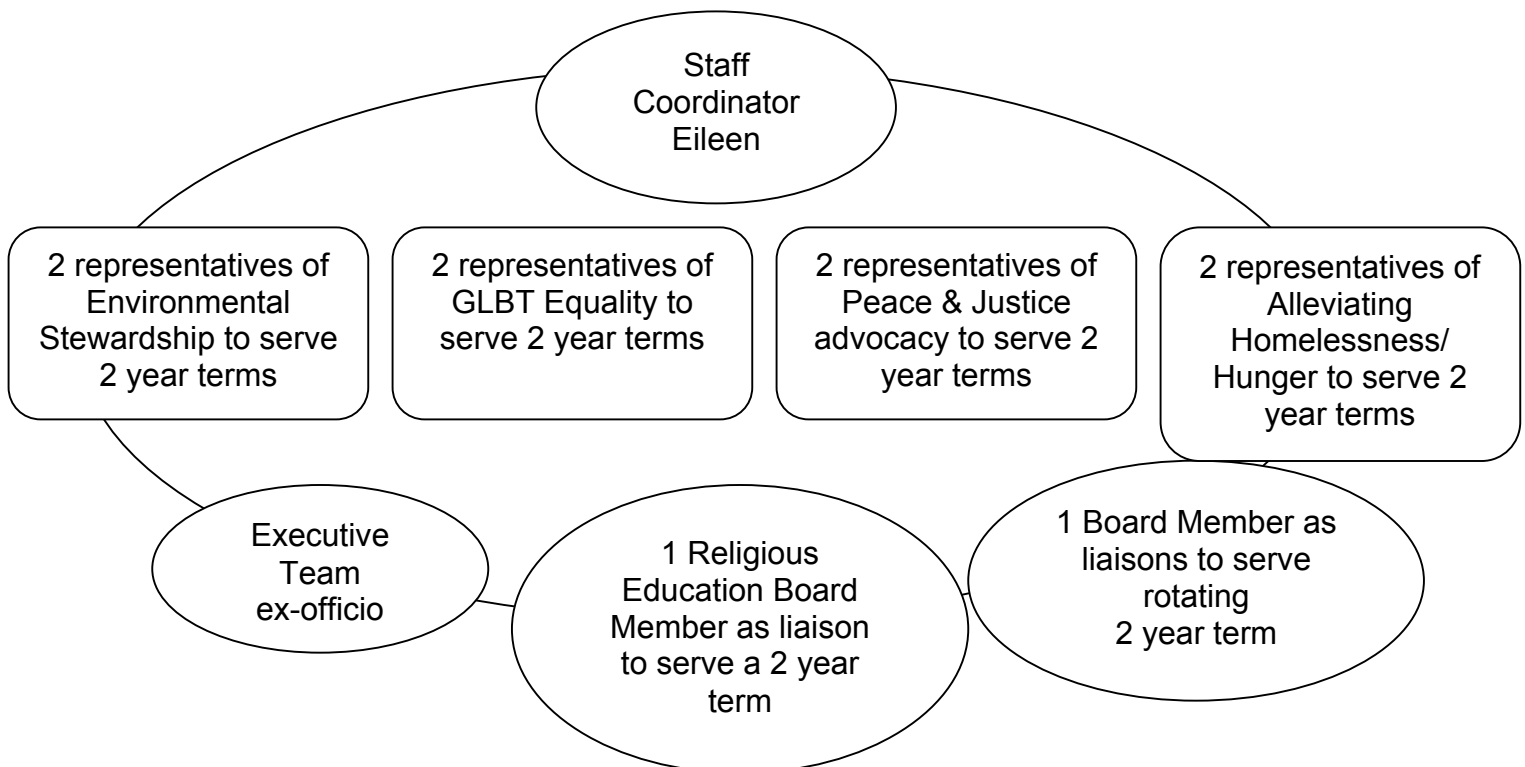 Staff
Coordinator
Eileen
2 representatives of
Environmental
Stewardship to serve
2 year terms
2 representatives of
GLBT Equality to
serve 2 year terms
2 representatives of
Peace & Justice
advocacy to serve 2
year terms
2 representatives of
Alleviating
Homelessness/
Hunger to serve 2
year terms
Executive
Team
ex-officio
1 Religious
Education Board
Member as liaison
to serve a 2 year
term
1 Board Member as
liaisons to serve
rotating
2 year term